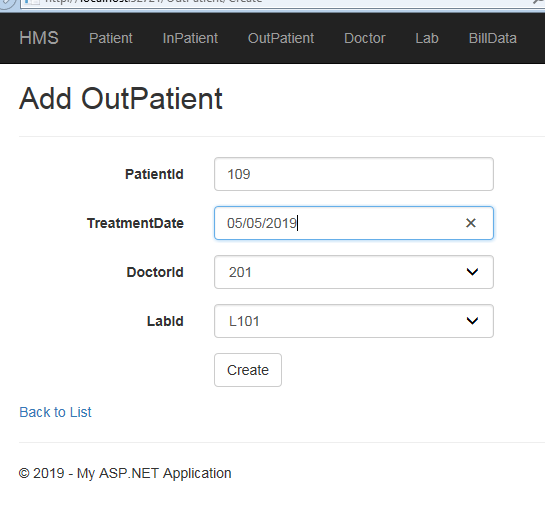 HMS Patient InPatient OutPatient Doctor Lab BillData
Add OutPatient
PatientId 109
TreatmentDate 05/05/2019
DoctorId 201
LabId L101
Create
Back to List
© 2019 - My ASP.NET Application